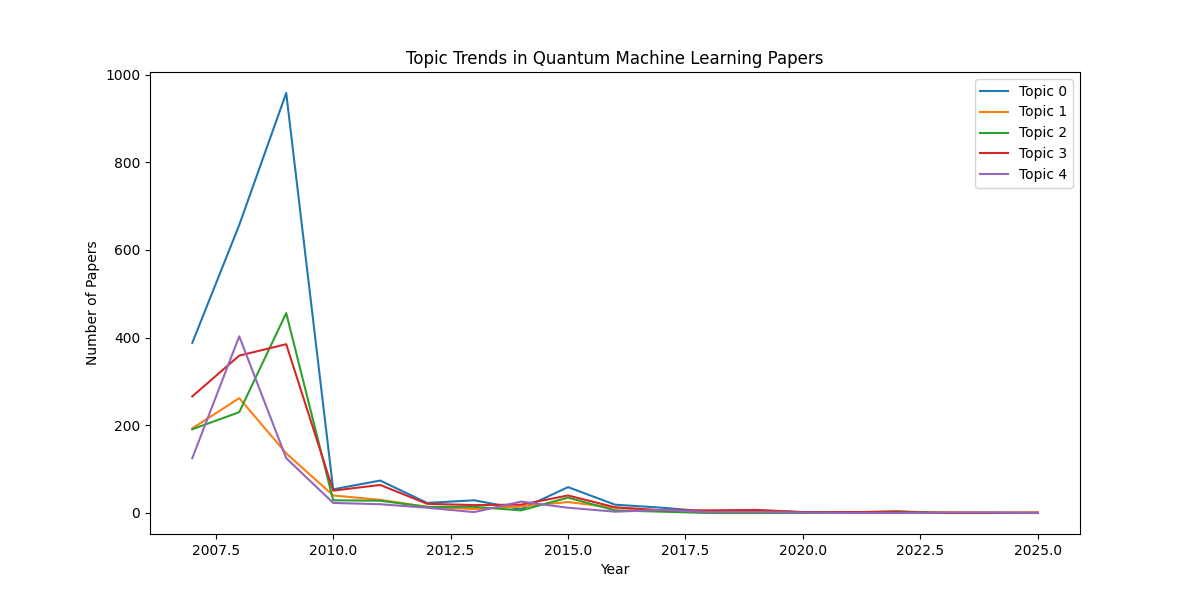 Topic Trends in Quantum Machine Learning Papers
1000
800
600
400
200
0
Number of Papers
2007.5
2010.0
2012.5
2015.0
2017.5
2020.0
2022.5
2025.0
Year
Topic 0
Topic 1
Topic 2
Topic 3
Topic 4